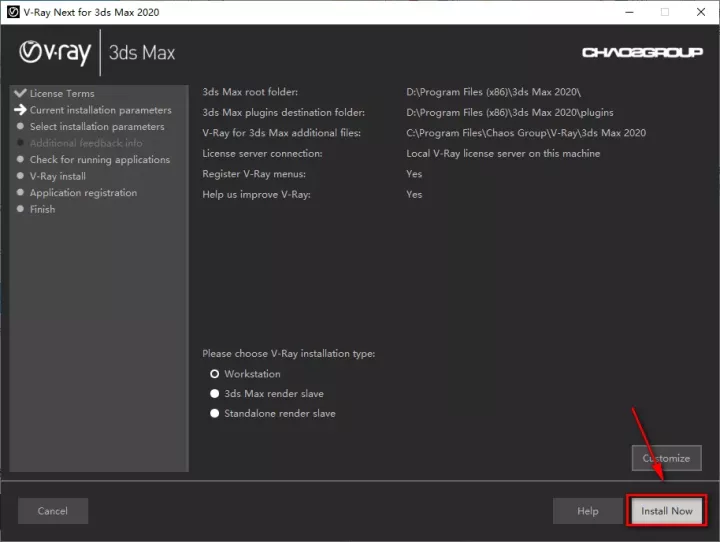 V-Ray Next for 3ds Max 2020
v·ray 3ds Max
CHAOSGROUP
License Terms
Current installation parameters
Select installation parameters
Additional feedback info
Check for running applications
V-Ray install
Application registration
Finish
3ds Max root folder: D:\Program Files (x86)\3ds Max 2020\
3ds Max plugins destination folder: D:\Program Files (x86)\3ds Max 2020\plugins
V-Ray for 3ds Max additional files: C:\Program Files\Chaos Group\V-Ray\3ds Max 2020
License server connection: Local V-Ray license server on this machine
Register V-Ray menus: Yes
Help us improve V-Ray: Yes
Please choose V-Ray installation type:
Workstation
3ds Max render slave
Standalone render slave
Customize
Cancel Help Install Now